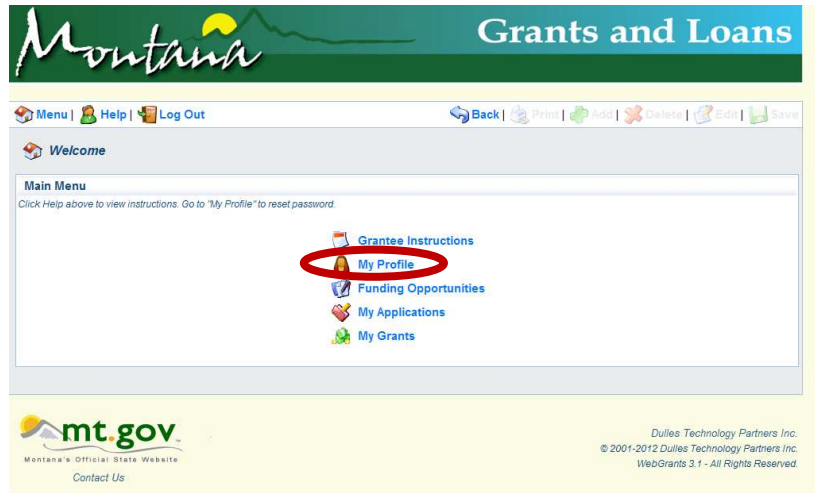 Montana Grants and Loans
Menu | Help | Log Out Back | Print | Add | Delete | Edit | Save
Welcome
Main Menu
Click Help above to view instructions. Go to "My Profile" to reset password.
Grantee Instructions
My Profile
Funding Opportunities
My Applications
My Grants
mt.gov
Montana's Official State Website
Contact Us
Dulles Technology Partners Inc.
© 2001-2012 Dulles Technology Partners Inc.
WebGrants 3.1 - All Rights Reserved.